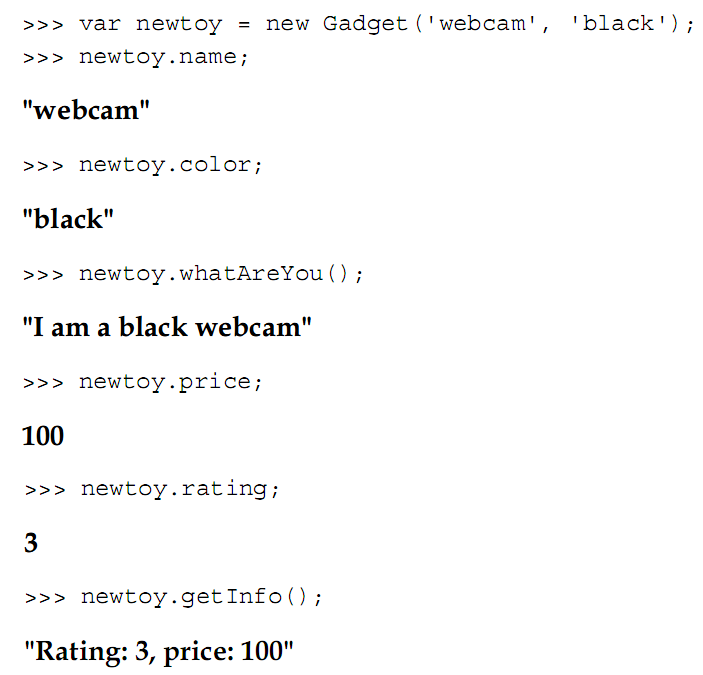 >>> var newtoy = new Gadget('webcam', 'black');
>>> newtoy.name;
"webcam"
>>> newtoy.color;
"black"
>>> newtoy.whatAreYou();
"I am a black webcam"
>>> newtoy.price;
100
>>> newtoy.rating;
3
>>> newtoy.getInfo();
"Rating: 3, price: 100"